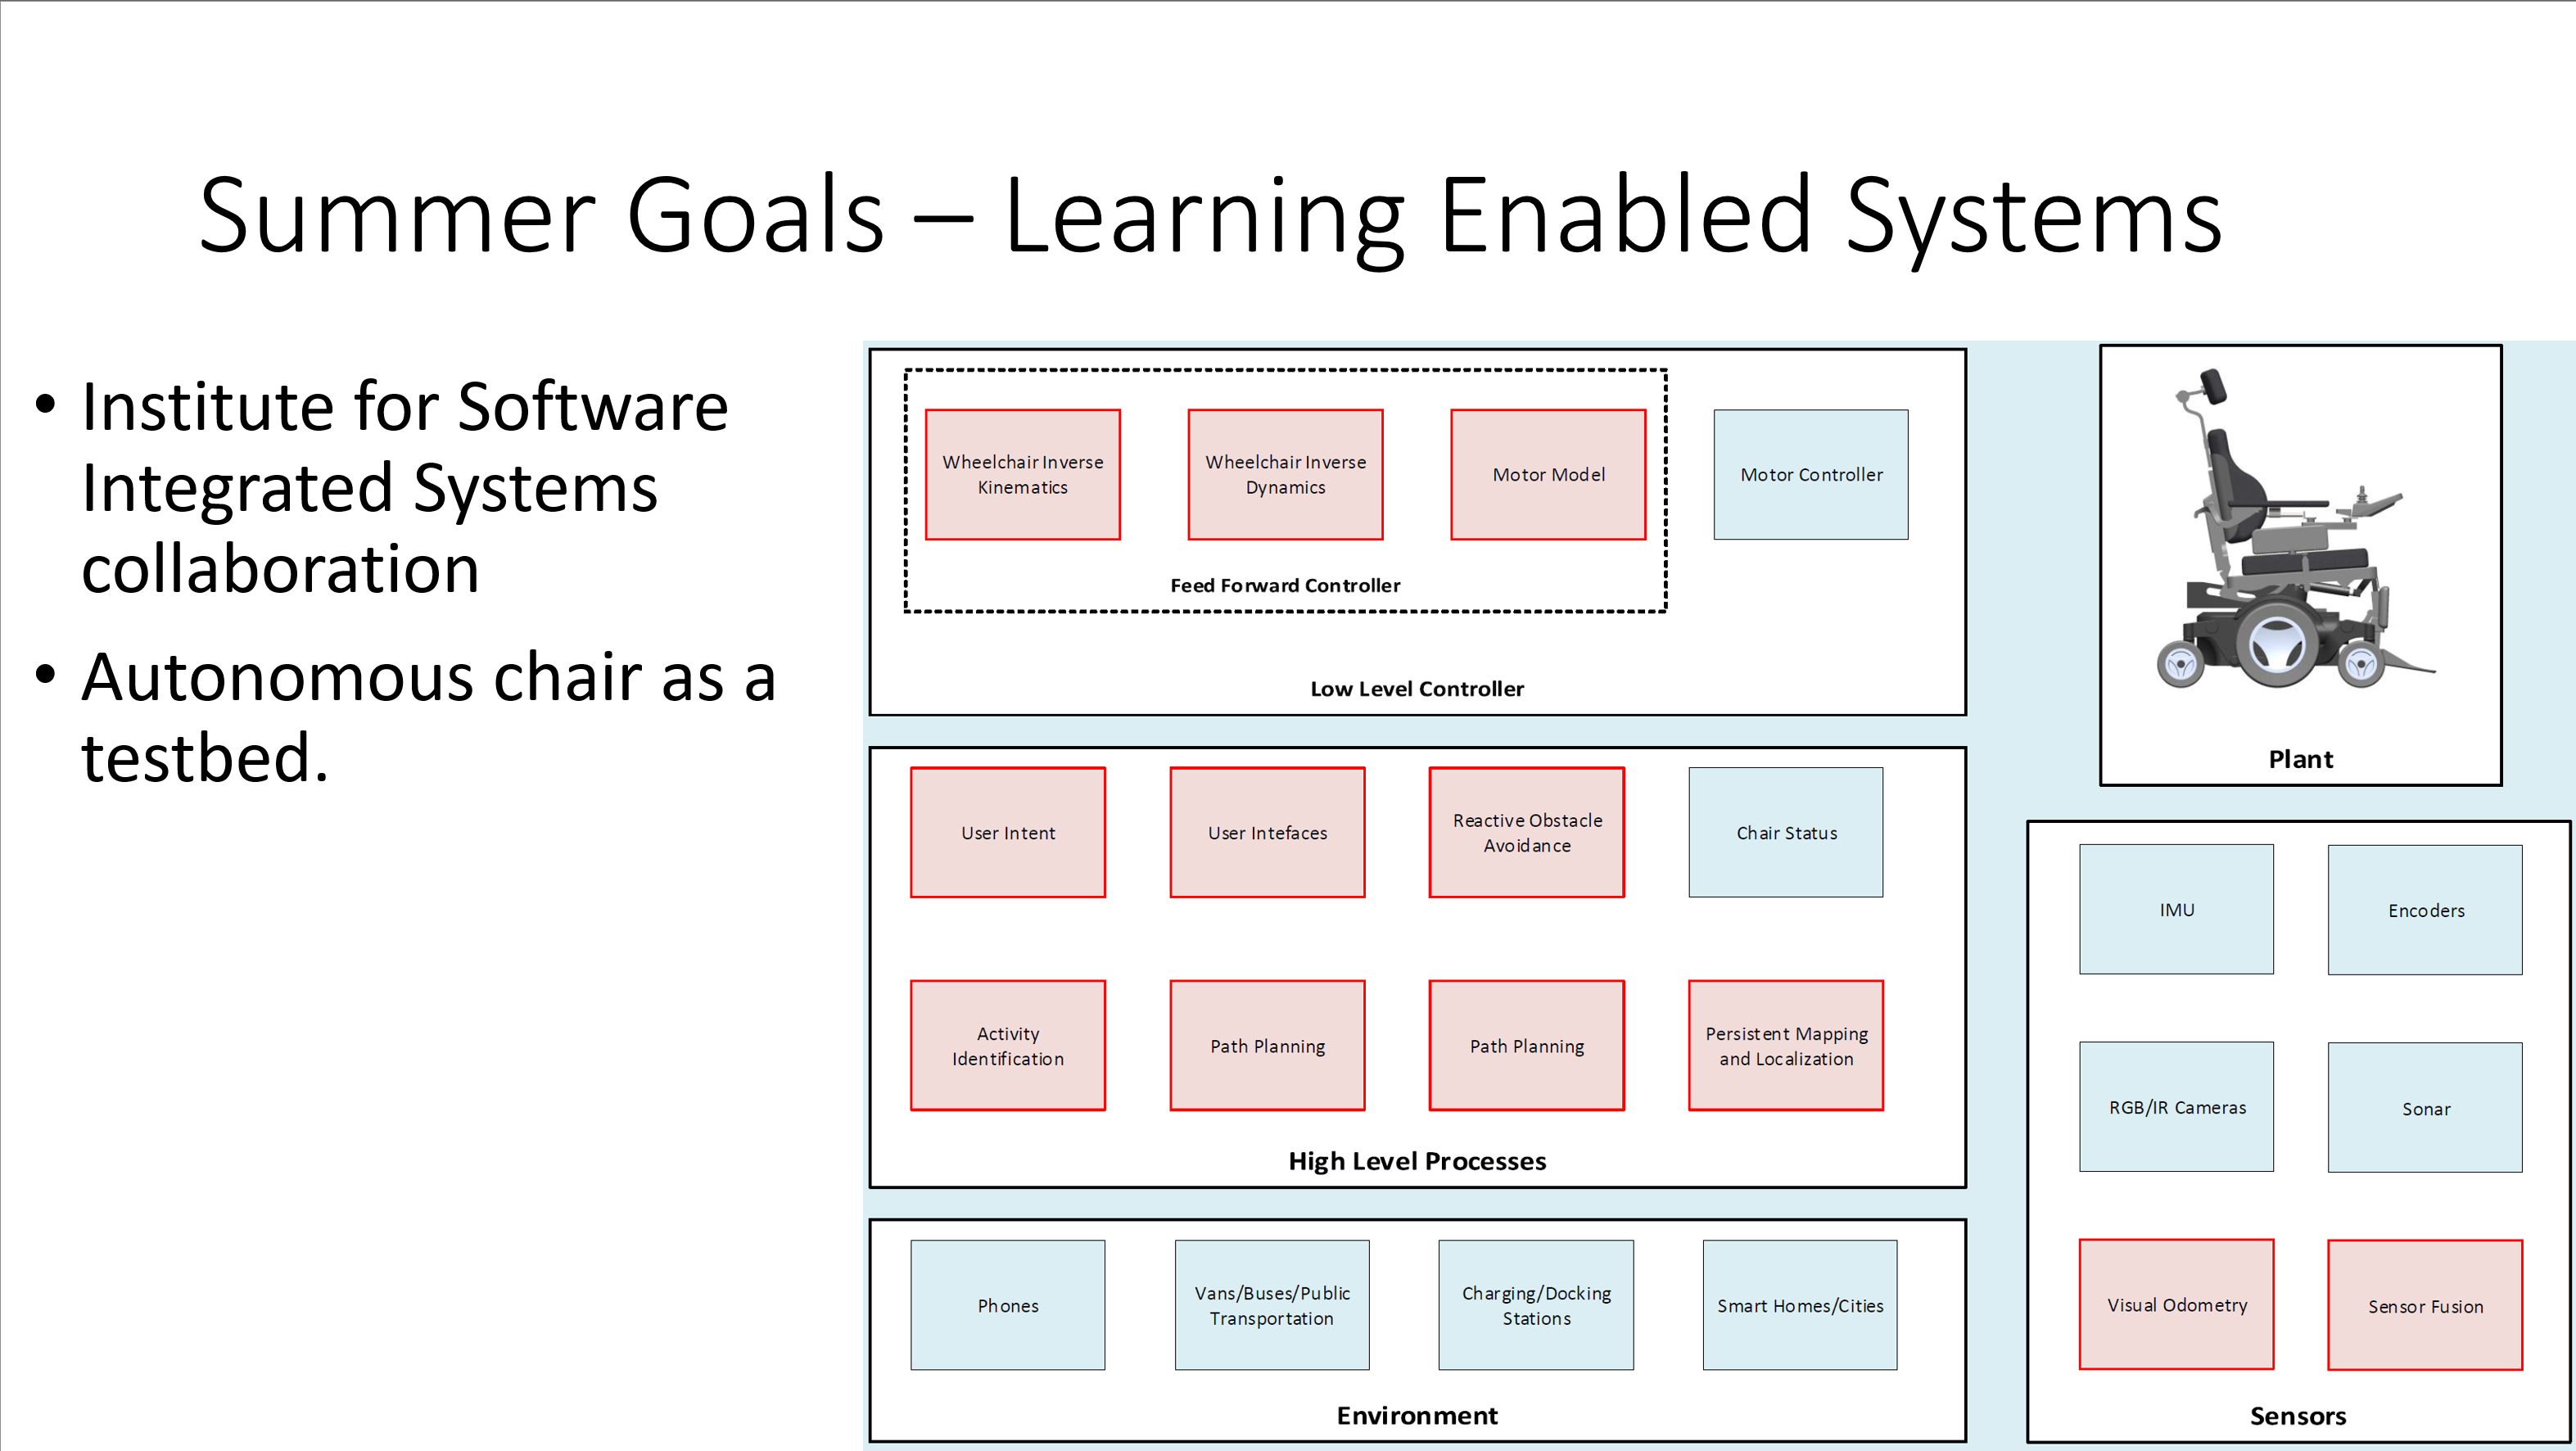 Summer Goals – Learning Enabled Systems
• Institute for Software
Integrated Systems
collaboration
• Autonomous chair as a
testbed.
Wheelchair Inverse
Kinematics
Wheelchair Inverse
Dynamics
Motor Model
Motor Controller
Feed Forward Controller
Low Level Controller
User Intent
User Intefaces
Reactive Obstacle
Avoidance
Chair Status
Activity
Identification
Path Planning
Path Planning
Persistent Mapping
and Localization
High Level Processes
Phones
Vans/Buses/Public
Transportation
Charging/Docking
Stations
Smart Homes/Cities
Environment
Plant
IMU
Encoders
RGB/IR Cameras
Sonar
Visual Odometry
Sensor Fusion
Sensors